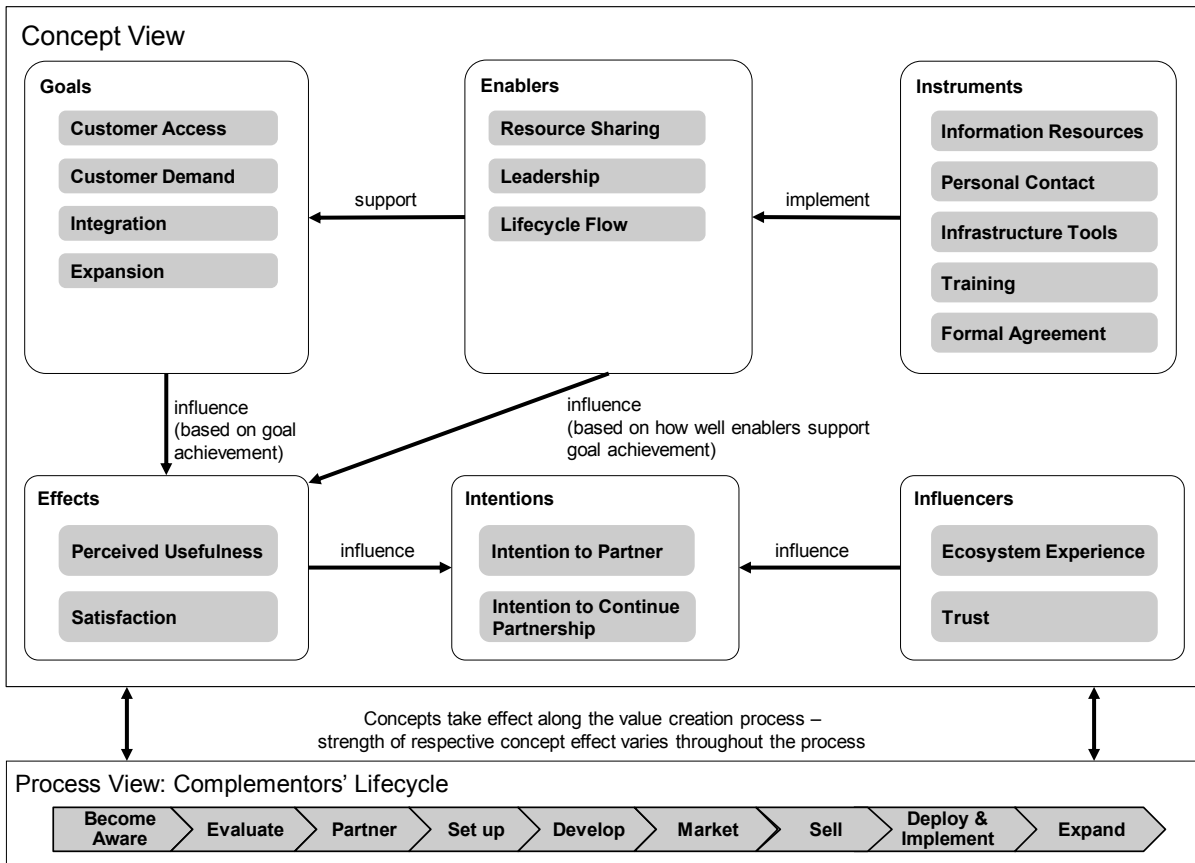 Concept View
Goals
Customer Access
Customer Demand
Integration
Expansion
support
Enablers
Resource Sharing
Leadership
Lifecycle Flow
implement
Instruments
Information Resources
Personal Contact
Infrastructure Tools
Training
Formal Agreement
influence
(based on goal
achievement)
influence
(based on how well enablers support
goal achievement)
Effects
Perceived Usefulness
Satisfaction
influence
Intentions
Intention to Partner
Intention to Continue
Partnership
influence
Influencers
Ecosystem Experience
Trust
Concepts take effect along the value creation process –
strength of respective concept effect varies throughout the process
Process View: Complementors’ Lifecycle
Become
Aware
Evaluate
Partner
Set up
Develop
Market
Sell
Deploy &
Implement
Expand